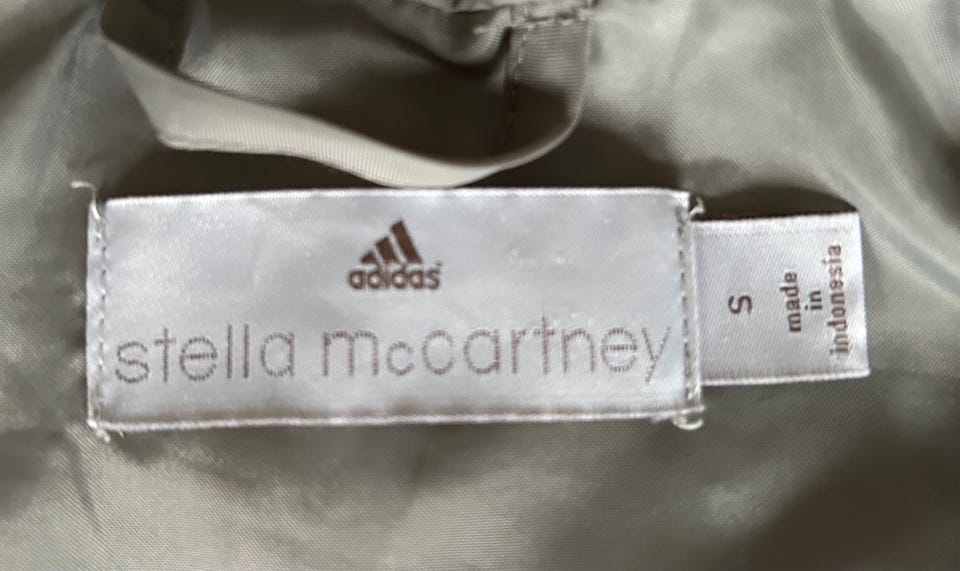 adidas
stella mccartney
S
made
in
indonesia